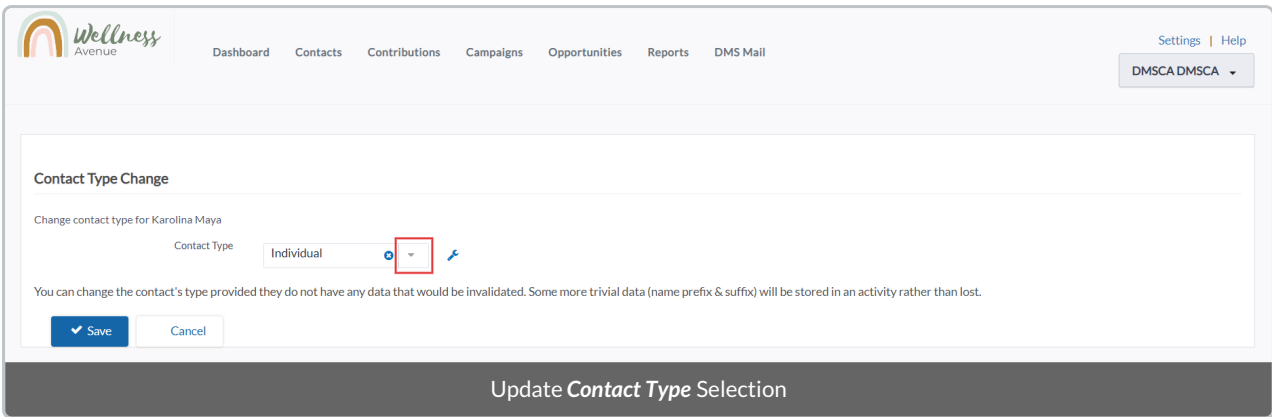 Wellness
Avenue
Dashboard Contacts Contributions Campaigns Opportunities Reports DMS Mail
Settings | Help
DMSCA DMSCA
Contact Type Change
Change contact type for Karolina Maya
Contact Type Individual
You can change the contact's type provided they do not have any data that would be invalidated. Some more trivial data (name prefix & suffix) will be stored in an activity rather than lost.
Save Cancel
Update Contact Type Selection